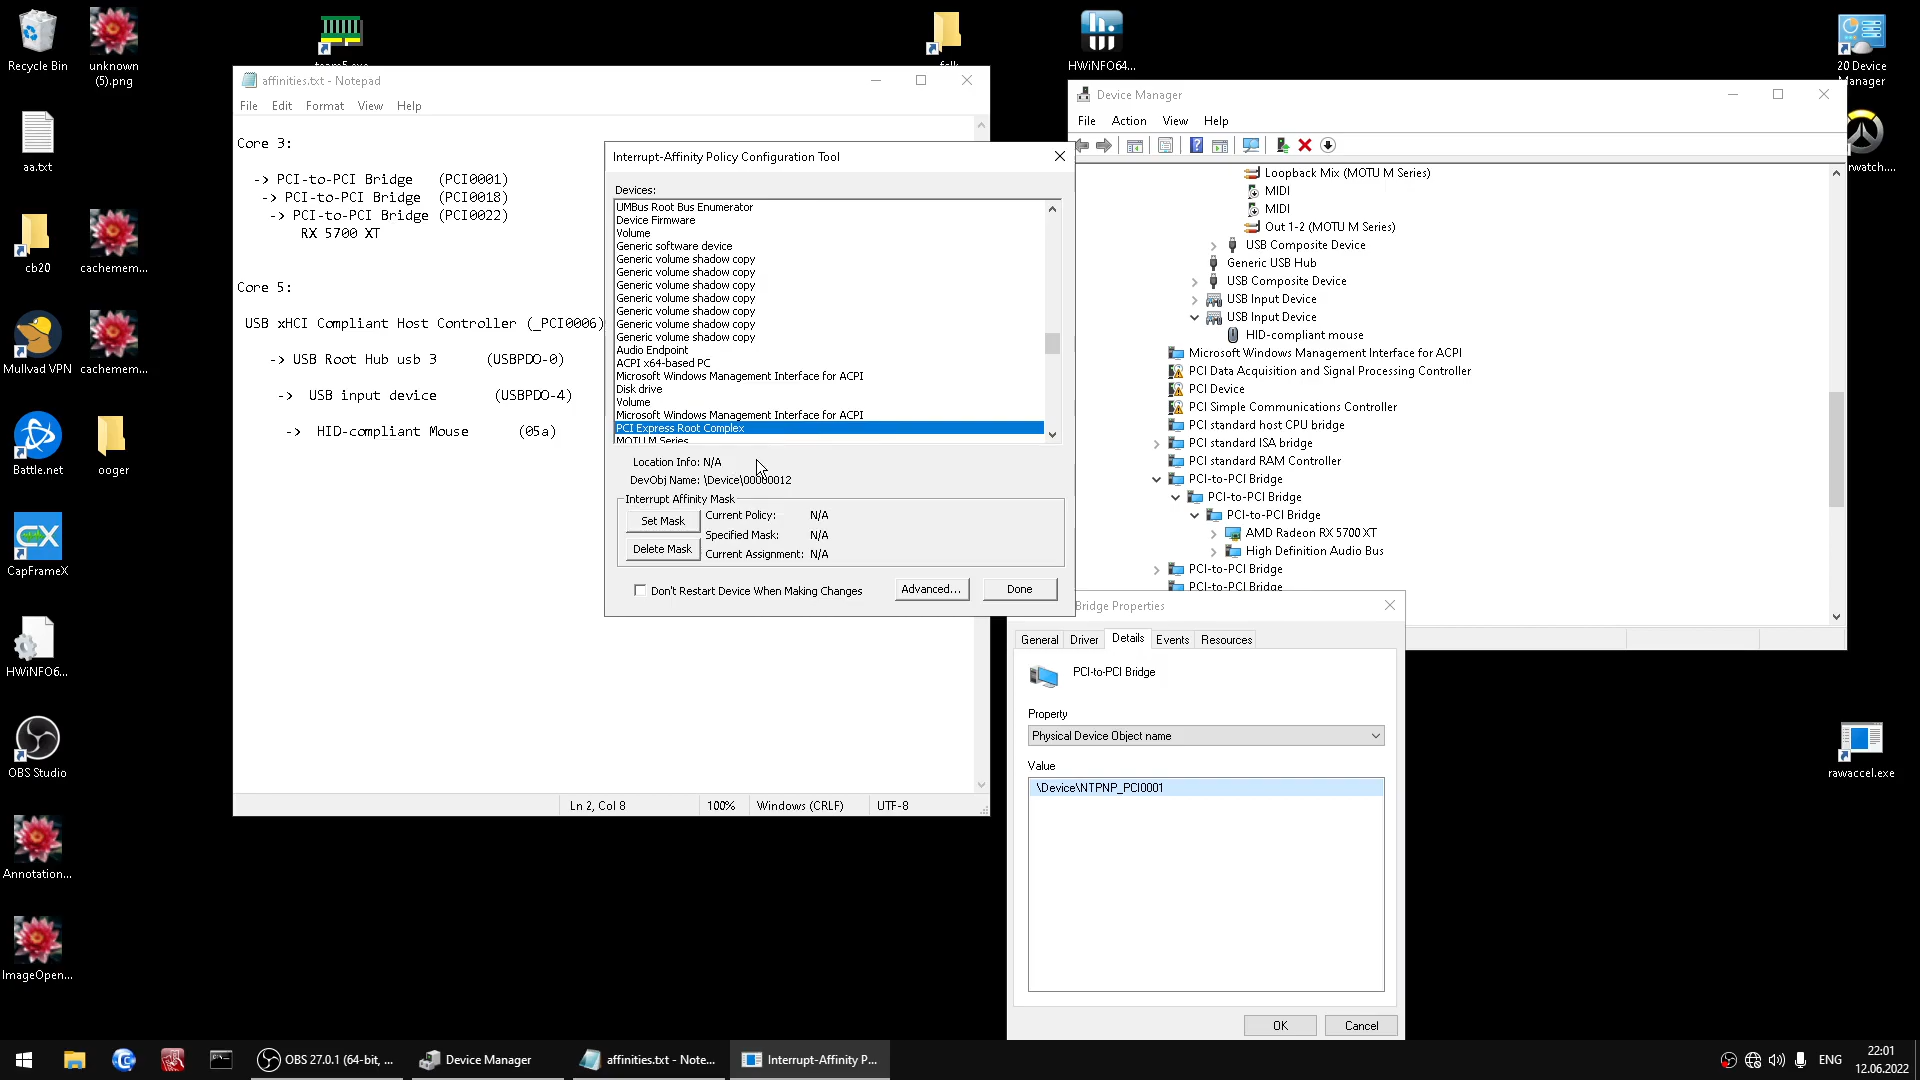 Recycle Bin
unknown
(5).png
aa.txt
cb20
cachemem...
Mullvad VPN
cachemem...
Battle.net
ooger
CapFrameX
HWiNFO6...
OBS Studio
Annotation...
ImageOpen...
HWiNFO64...
20 Device
Manager
rwatch....
rawaccel.exe
affinities.txt - Notepad
File Edit Format View Help
Core 3:
-> PCI-to-PCI Bridge (PCI0001)
-> PCI-to-PCI Bridge (PCI0018)
-> PCI-to-PCI Bridge (PCI0022)
RX 5700 XT
Core 5:
USB xHCI Compliant Host Controller (_PCI0006)
-> USB Root Hub usb 3 (USBPDO-0)
-> USB input device (USBPDO-4)
-> HID-compliant Mouse (05a)
Ln 2, Col 8 100% Windows (CRLF) UTF-8
Interrupt-Affinity Policy Configuration Tool
Devices:
UMBus Root Bus Enumerator
Device Firmware
Volume
Generic software device
Generic volume shadow copy
Generic volume shadow copy
Generic volume shadow copy
Generic volume shadow copy
Generic volume shadow copy
Generic volume shadow copy
Generic volume shadow copy
Audio Endpoint
ACPI x64-based PC
Microsoft Windows Management Interface for ACPI
Disk drive
Volume
Microsoft Windows Management Interface for ACPI
PCI Express Root Complex
MOTU M Series
Location Info: N/A
DevObj Name: \Device\00000012
Interrupt Affinity Mask
Set Mask
Current Policy: N/A
Specified Mask: N/A
Delete Mask
Current Assignment: N/A
Don't Restart Device When Making Changes
Advanced... Done
Device Manager
File Action View Help
Loopback Mix (MOTU M Series)
MIDI
MIDI
Out 1-2 (MOTU M Series)
USB Composite Device
Generic USB Hub
USB Composite Device
USB Input Device
USB Input Device
HID-compliant mouse
Microsoft Windows Management Interface for ACPI
PCI Data Acquisition and Signal Processing Controller
PCI Device
PCI Simple Communications Controller
PCI standard host CPU bridge
PCI standard ISA bridge
PCI standard RAM Controller
PCI-to-PCI Bridge
PCI-to-PCI Bridge
PCI-to-PCI Bridge
AMD Radeon RX 5700 XT
High Definition Audio Bus
PCI-to-PCI Bridge
PCI-to-PCI Bridge
Bridge Properties
General Driver Details Events Resources
PCI-to-PCI Bridge
Property
Physical Device Object name
Value
\Device\NTPNP_PCI0001
OK Cancel
OBS 27.0.1 (64-bit, ...
Device Manager
affinities.txt - Note...
Interrupt-Affinity P...
ENG
22:01
12.06.2022